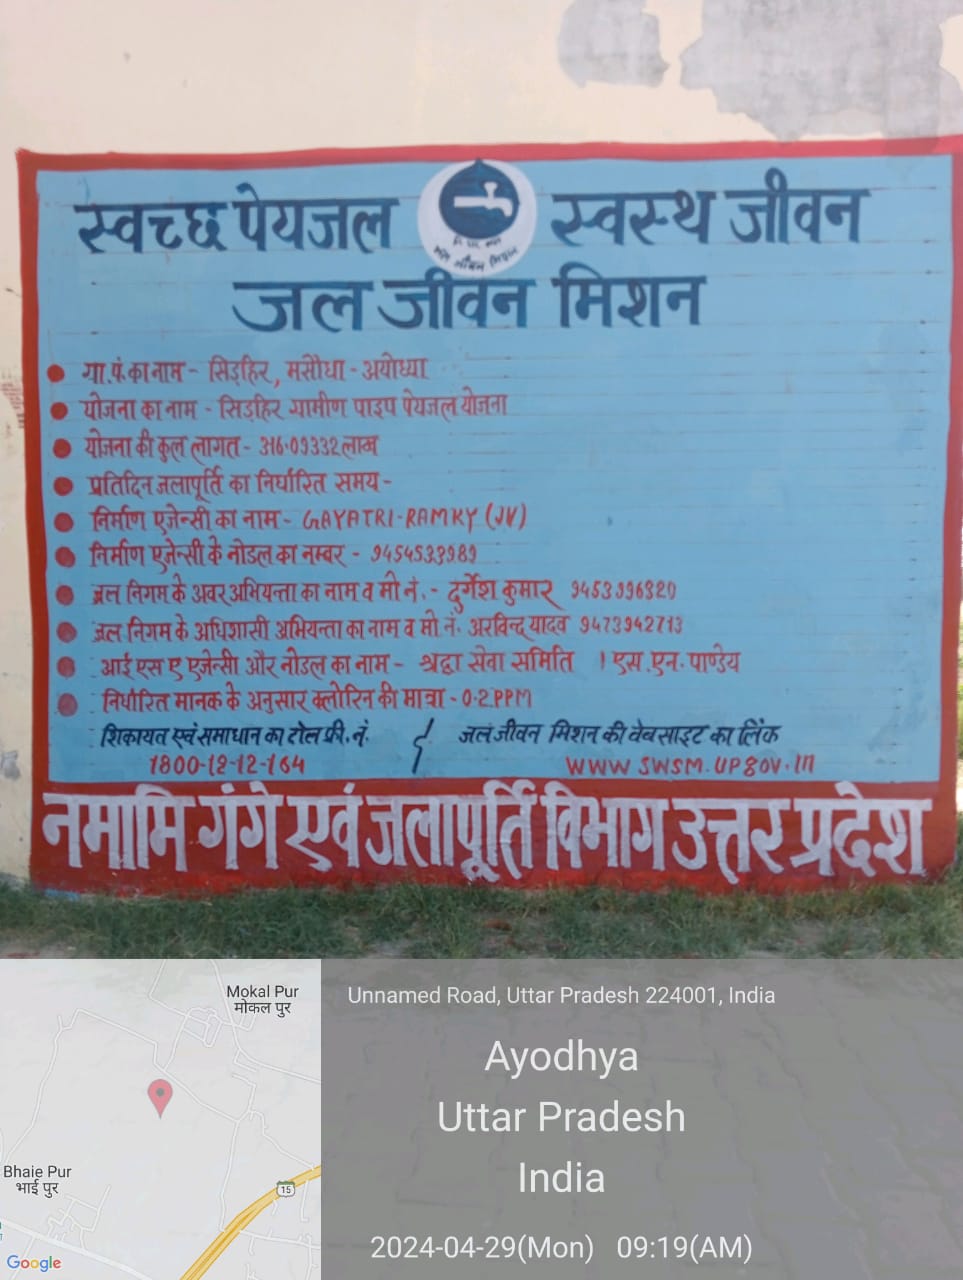 स्वच्छ पेयजल स्वस्थ जीवन
जल जीवन मिशन
जल जीवन मिशन
गा.पं.का नाम - सिड़हिर, मसौधा - अयोध्या
योजना का नाम - सिड़हिर ग्रामीण पाइप पेयजल योजना
योजना की कुल लागत - 316.09332 लाख
प्रतिदिन जलापूर्ति का निर्धारित समय -
निर्माण एजेन्सी का नाम - GAYATRI-RAMKY (JV)
निर्माण एजेन्सी के नोडल का नम्बर - 9454533989
जल निगम के अवर अभियन्ता का नाम व मो नं. - दुर्गेश कुमार
जल निगम के अधिशासी अभियन्ता का नाम व मो नं. अरविन्द यादव 9473942713
आई एस ए एजेन्सी और नोडल का नाम - श्रद्वा सेवा समिति । एस.एन. पाण्डेय
निर्धारित मानक के अनुसार क्लोरिन की मात्रा - 0.2 PPM
शिकायत एवं समाधान का टोल फ्री. नं. / जल जीवन मिशन की वेबसाइट का लिंक
1800-12-12-164 WWW SWSM.UPGOV.IN
नमामि गंगे एवं जलापूर्ति विभाग उत्तर प्रदेश
Mokal Pur
मोकल पुर
Bhaie Pur
भाई पुर
15
Google
Unnamed Road, Uttar Pradesh 224001, India
Ayodhya
Uttar Pradesh
India
2024-04-29(Mon) 09:19(AM)